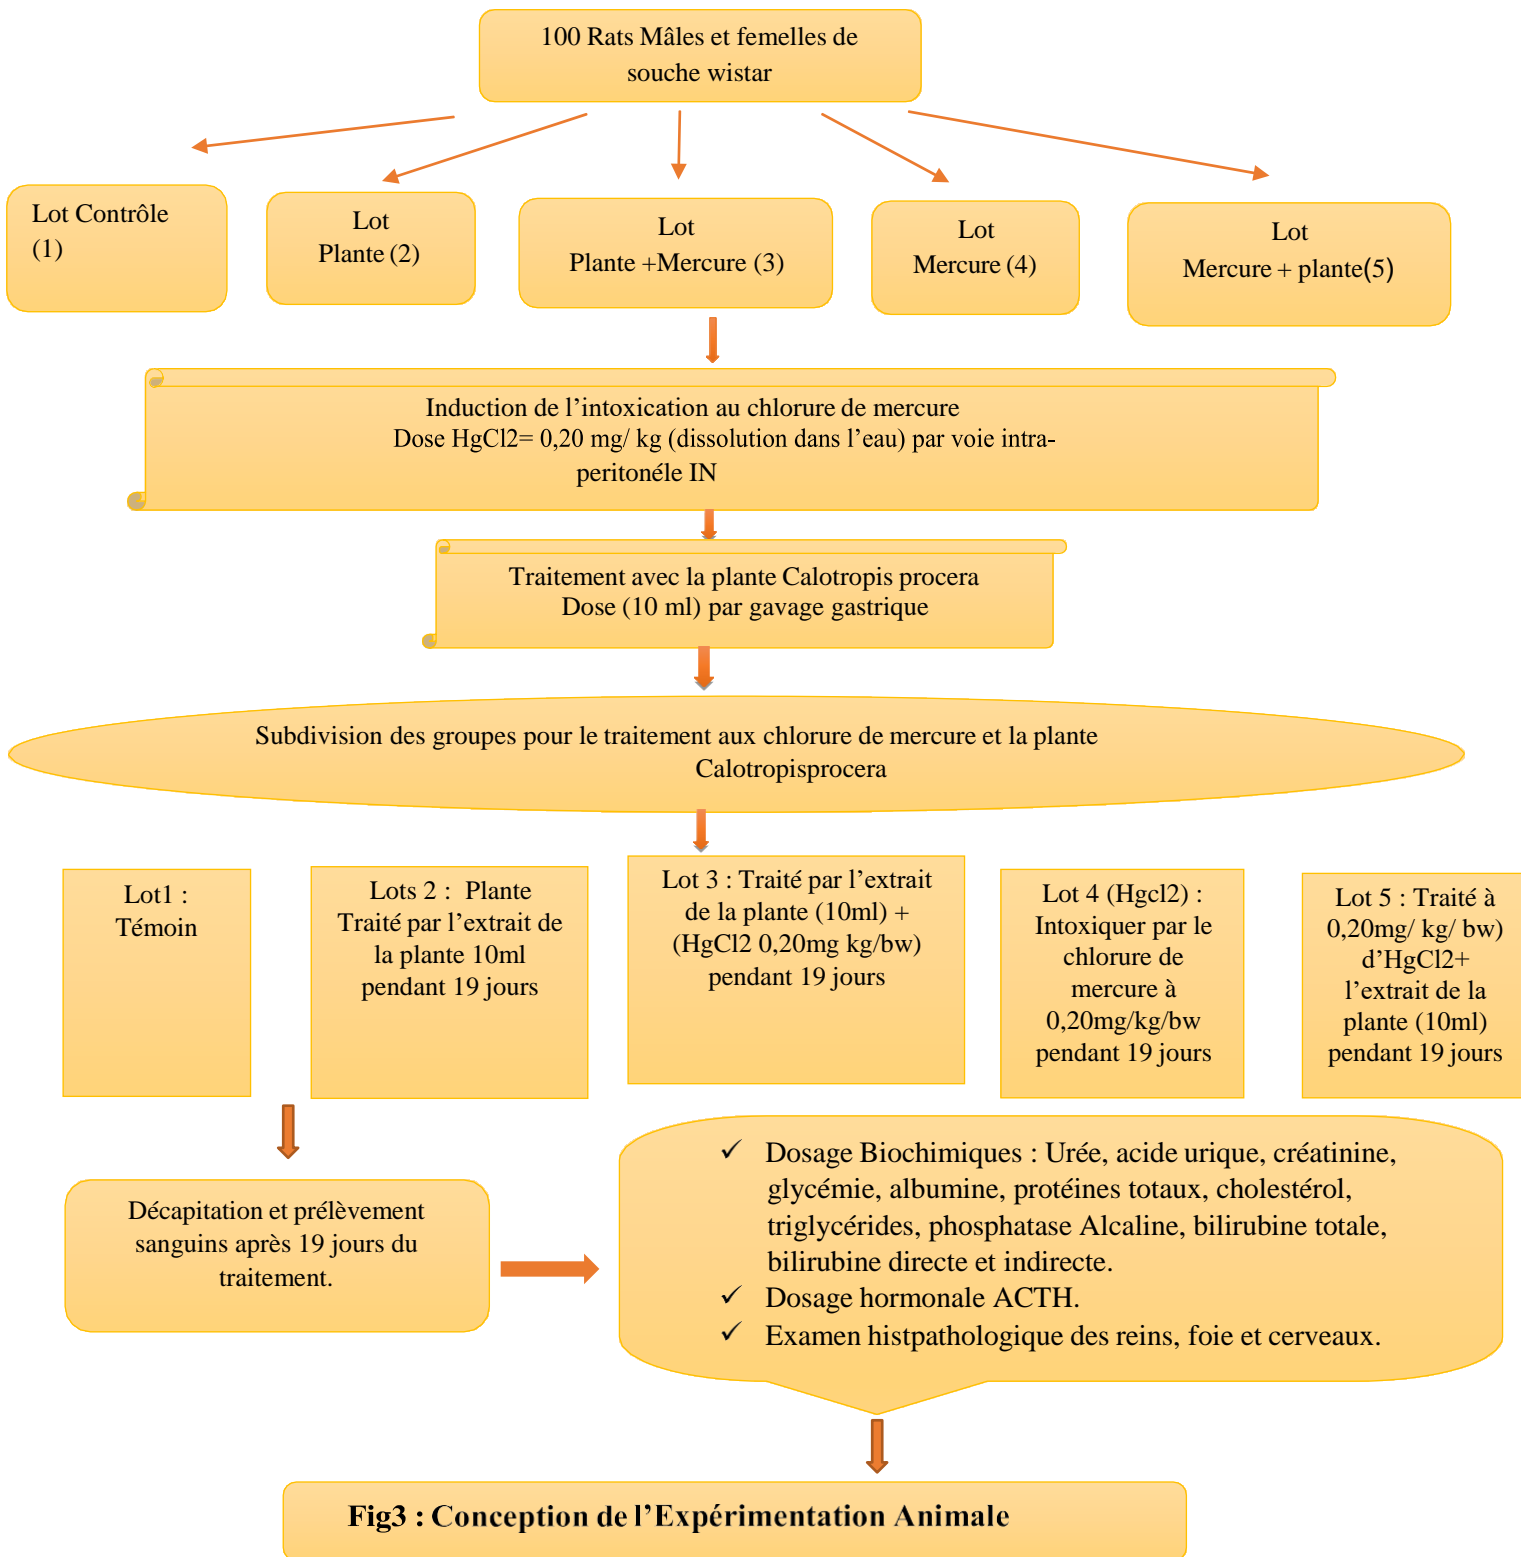 100 Rats Mâles et femelles de
souche wistar
Lot Contrôle
(1)
Lot
Plante (2)
Lot
Plante +Mercure (3)
Lot
Mercure (4)
Lot
Mercure + plante(5)
Induction de l’intoxication au chlorure de mercure
Dose HgCl2= 0,20 mg/ kg (dissolution dans l’eau) par voie intra-
peritonéle IN
Traitement avec la plante Calotropis procera
Dose (10 ml) par gavage gastrique
Subdivision des groupes pour le traitement aux chlorure de mercure et la plante
Calotropisprocera
Lot1 :
Témoin
Lots 2 : Plante
Traité par l’extrait de
la plante 10ml
pendant 19 jours
Lot 3 : Traité par l’extrait
de la plante (10ml) +
(HgCl2 0,20mg kg/bw)
pendant 19 jours
Lot 4 (Hgcl2) :
Intoxiquer par le
chlorure de
mercure à
0,20mg/kg/bw
pendant 19 jours
Lot 5 : Traité à
0,20mg/ kg/ bw)
d’HgCl2+
l’extrait de la
plante (10ml)
pendant 19 jours
Décapitation et prélèvement
sanguins après 19 jours du
traitement.
✓ Dosage Biochimiques : Urée, acide urique, créatinine,
glycémie, albumine, protéines totaux, cholestérol,
triglycérides, phosphatase Alcaline, bilirubine totale,
bilirubine directe et indirecte.
✓ Dosage hormonale ACTH.
✓ Examen histpathologique des reins, foie et cerveaux.
Fig3 : Conception de l’Expérimentation Animale